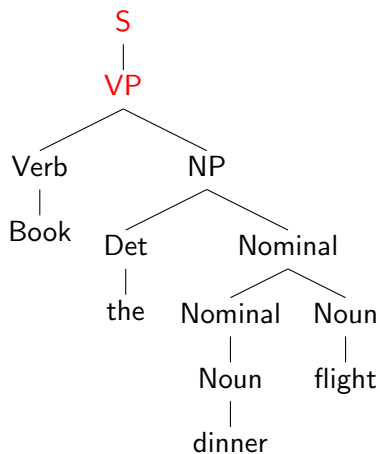 S
VP
Verb NP
Book Det Nominal
the Nominal Noun
Noun flight
dinner